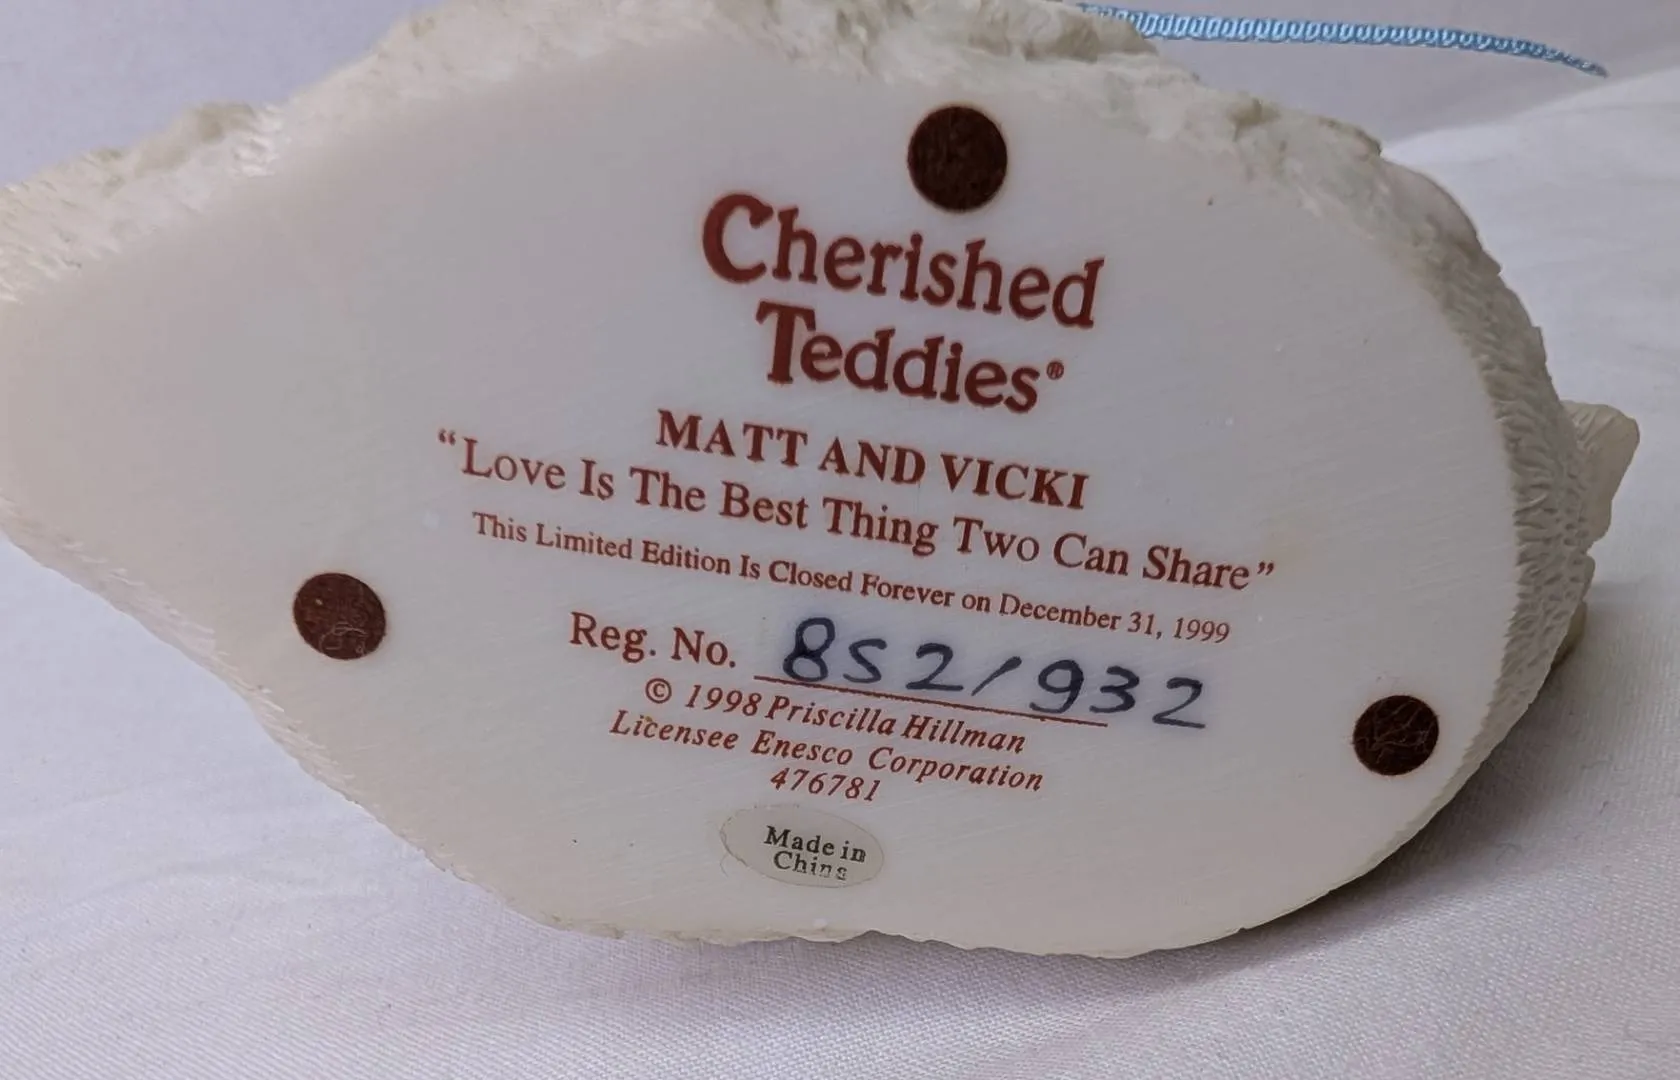 Cherished
Teddies®
MATT AND VICKI
“Love Is The Best Thing Two Can Share”
This Limited Edition Is Closed Forever on December 31, 1999
Reg. No. 852/932
© 1998 Priscilla Hillman
Licensee Enesco Corporation
476781
Made in
China